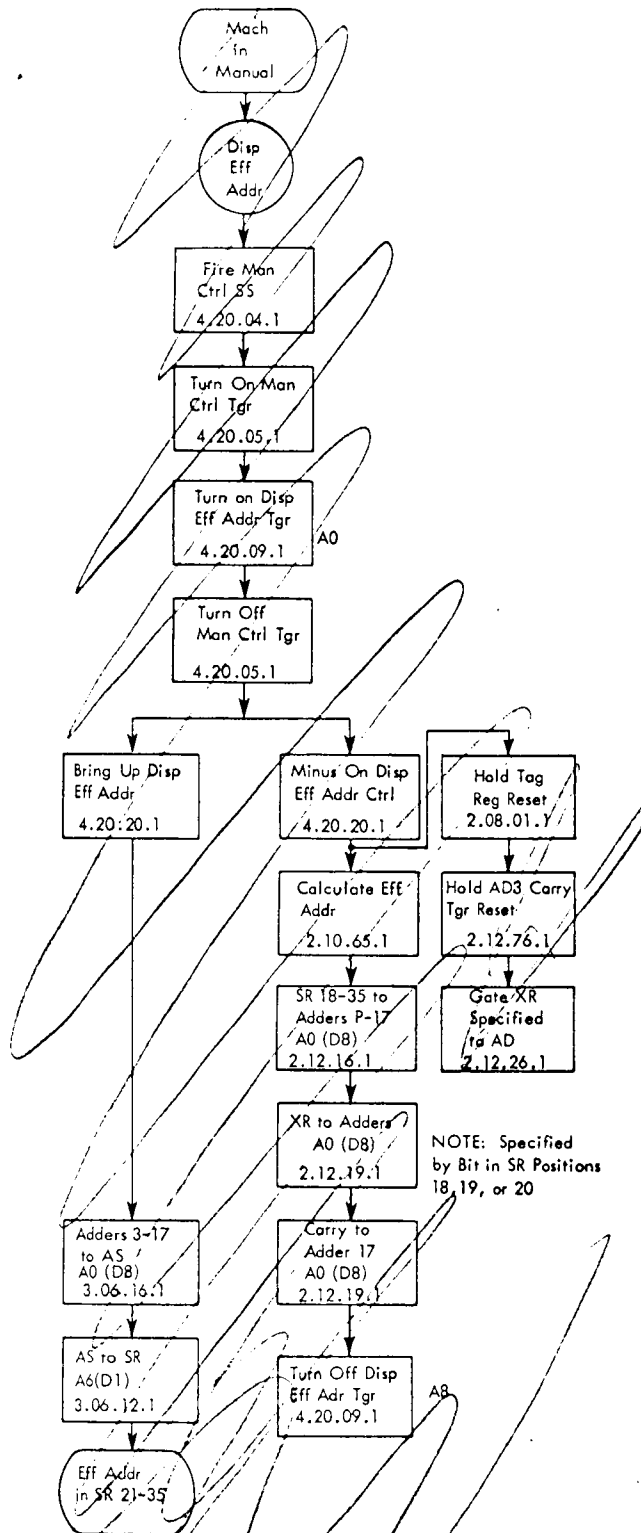 Mach
in
Manual
Disp
Eff
Addr
Fire Man
Ctrl SS
4.20.04.1
Turn On Man
Ctrl Tgr
4.20.05.1
Turn on Disp
Eff Addr Tgr
4.20.09.1
A0
Turn Off
Man Ctrl Tgr
4.20.05.1
Bring Up Disp
Eff Addr
4.20.20.1
Minus On Disp
Eff Addr Ctrl
4.20.20.1
Hold Tag
Reg Reset
2.08.01.1
Calculate Eff
Addr
2.10.65.1
Hold AD3 Carry
Tgr Reset
2.12.76.1
SR 18-35 to
Adders P-17
A0 (D8)
2.12.16.1
Gate XR
Specified
to AD
2.12.26.1
XR to Adders
A0 (D8)
2.12.19.1
NOTE: Specified
by Bit in SR Positions
18, 19, or 20
Adders 3-17
to AS
A0 (D8)
3.06.16.1
Carry to
Adder 17
A0 (D8)
2.12.19.1
AS to SR
A6(D1)
3.06.12.1
Turn Off Disp
Eff Adr Tgr
4.20.09.1
A8
Eff Addr
in SR 21-35